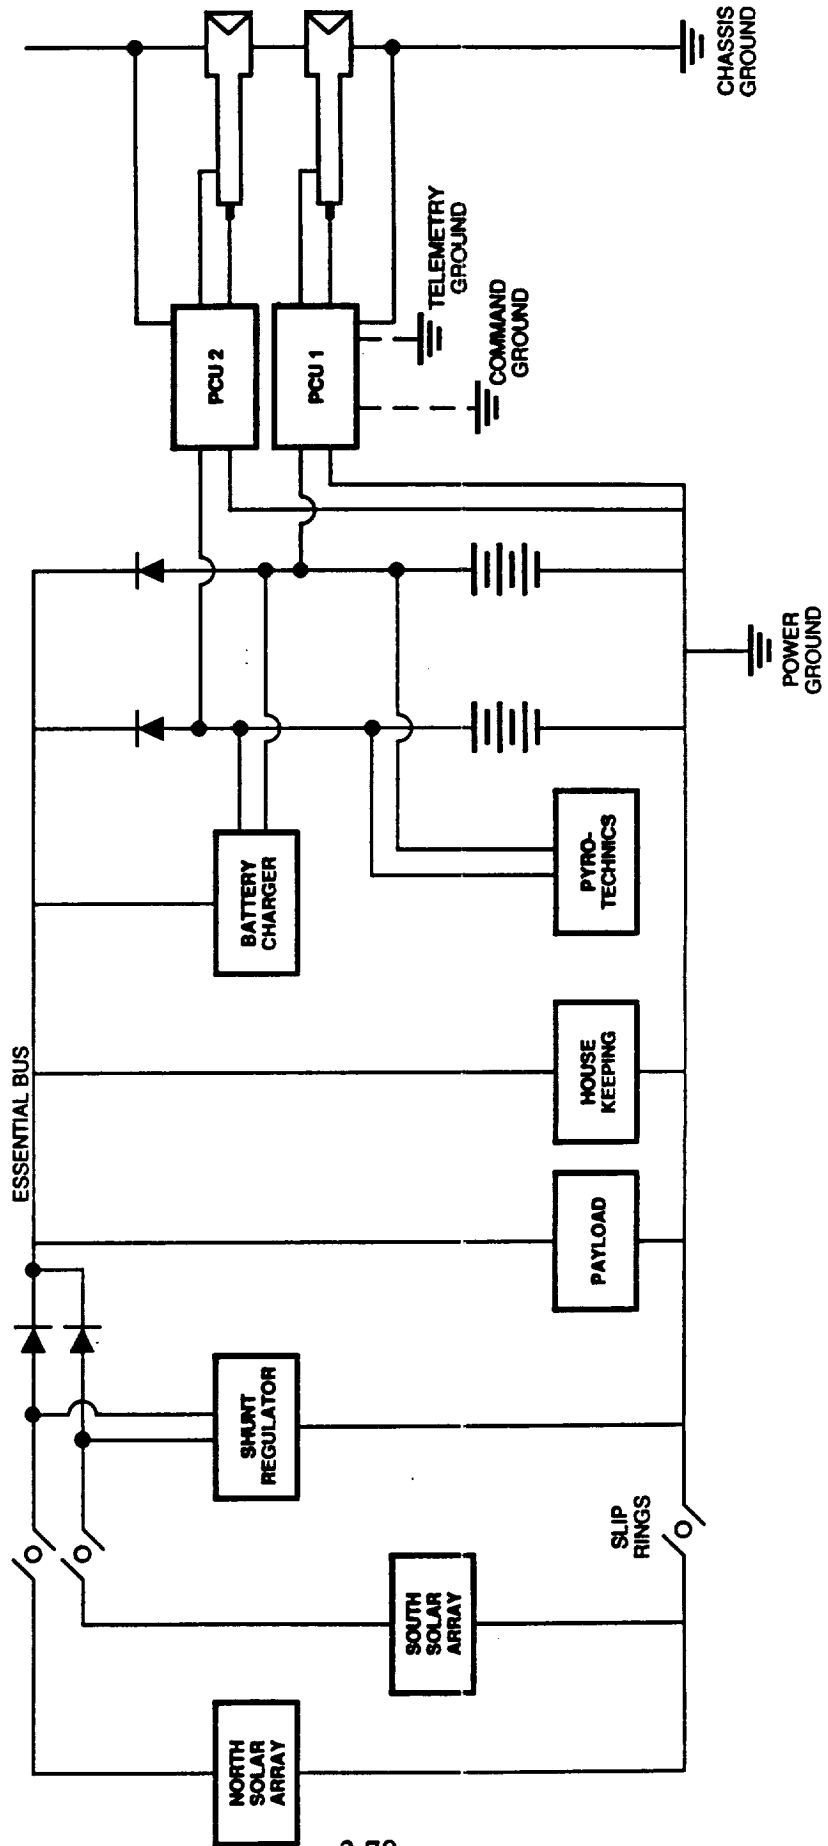 NORTH
SOLAR
ARRAY
SOUTH
SOLAR
ARRAY
SLIP
RINGS
SHUNT
REGULATOR
ESSENTIAL BUS
PAYLOAD
HOUSE
KEEPING
BATTERY
CHARGER
PYRO-
TECHNICS
POWER
GROUND
PCU 2
PCU 1
COMMAND
GROUND
TELEMETRY
GROUND
CHASSIS
GROUND